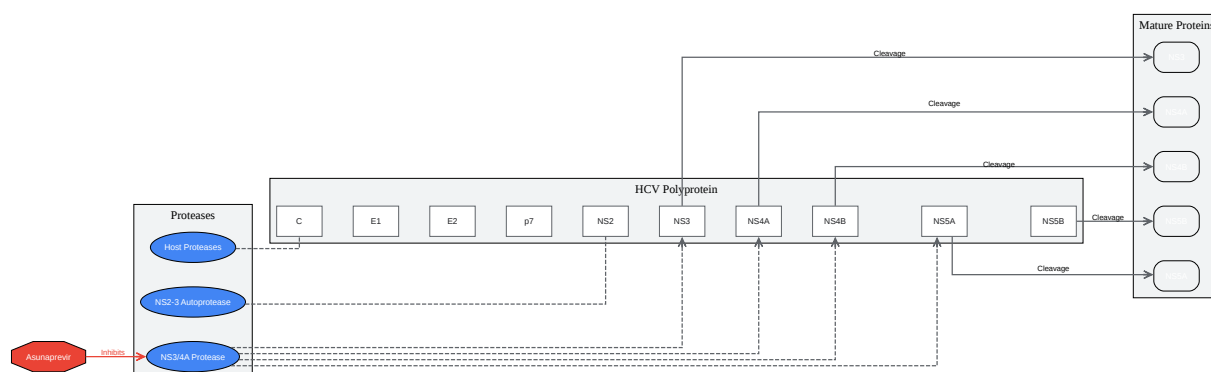 Mature Proteins
Cleavage
Cleavage
Cleavage
HCV Polyprotein
C
E1
E2
p7
NS2
NS3
NS4A
NS4B
NS5A
NS5B
Cleavage
Cleavage
Proteases
Host Proteases
NS2-3 Autoprotease
NS3/4A Protease
Asunaprevir
Inhibits